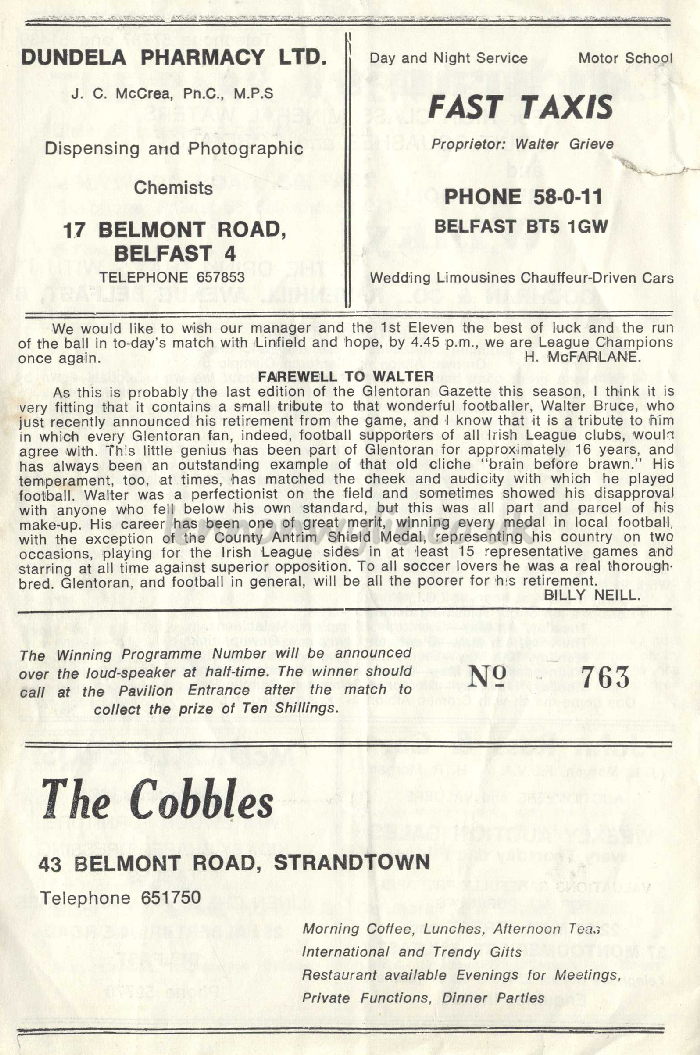 DUNDELA PHARMACY LTD.
J. C. McCrea, Pn.C., M.P.S
Dispensing and Photographic
Chemists
17 BELMONT ROAD,
BELFAST 4
TELEPHONE 657853
Day and Night Service Motor School
FAST TAXIS
Proprietor: Walter Grieve
PHONE 58-0-11
BELFAST BT5 1GW
Wedding Limousines Chauffeur-Driven Cars
We would like to wish our manager and the 1st Eleven the best of luck and the run
of the ball in to-day's match with Linfield and hope, by 4.45 p.m., we are League Champions
once again. H. McFARLANE.
FAREWELL TO WALTER
As this is probably the last edition of the Glentoran Gazette this season, I think it is
very fitting that it contains a small tribute to that wonderful footballer, Walter Bruce, who
just recently announced his retirement from the game, and I know that it is a tribute to him
in which every Glentoran fan, indeed, football supporters of all Irish League clubs, would
agree with. This little genius has been part of Glentoran for approximately 16 years, and
has always been an outstanding example of that old cliche "brain before brawn." His
temperament, too, at times, has matched the cheek and audicity with which he played
football. Walter was a perfectionist on the field and sometimes showed his disapproval
with anyone who fell below his own standard, but this was all part and parcel of his
make-up. His career has been one of great merit, winning every medal in local football,
with the exception of the County Antrim Shield Medal, representing his country on two
occasions, playing for the Irish League sides in at least 15 representative games and
starring at all time against superior opposition. To all soccer lovers he was a real thorough-
bred. Glentoran, and football in general, will be all the poorer for his retirement.
BILLY NEILL.
The Winning Programme Number will be announced
over the loud-speaker at half-time. The winner should
call at the Pavilion Entrance after the match to
collect the prize of Ten Shillings.
Nº 763
The Cobbles
43 BELMONT ROAD, STRANDTOWN
Telephone 651750
Morning Coffee, Lunches, Afternoon Teas
International and Trendy Gifts
Restaurant available Evenings for Meetings,
Private Functions, Dinner Parties